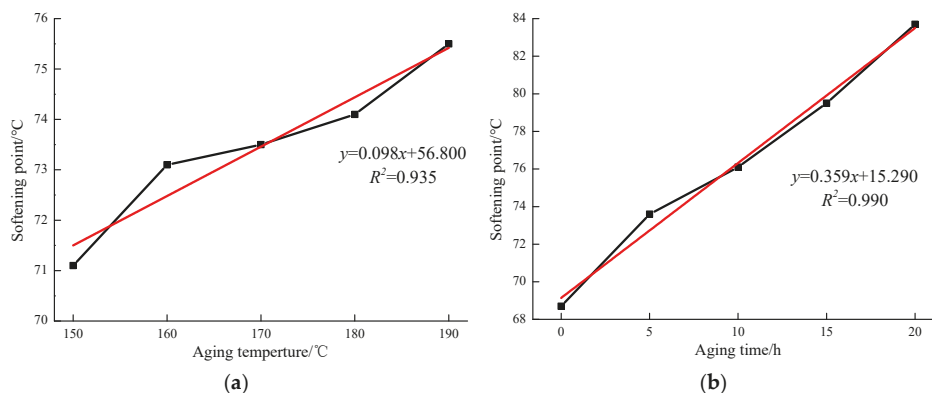 76
75
74
73
72
71
70
150
160
170
180
190
Softening point/°C
Aging temperture/℃
y=0.098x+56.800
R²=0.935
(a)
84
80
76
72
74
70
68
0
5
10
15
20
Softening point/°C
Aging time/h
y=0.359x+15.290
R²=0.990
(b)